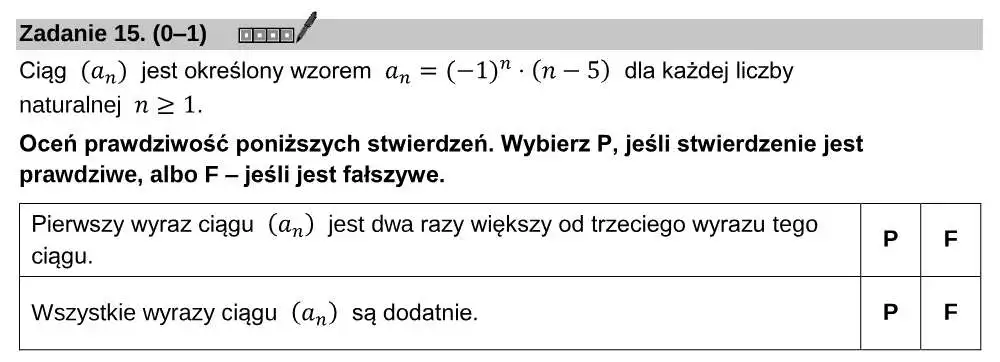 Zadanie 15. (0–1)
Ciąg (aₙ) jest określony wzorem aₙ = (−1)ⁿ · (n − 5) dla każdej liczby
naturalnej n ≥ 1.
Oceń prawdziwość poniższych stwierdzeń. Wybierz P, jeśli stwierdzenie jest
prawdziwe, albo F – jeśli jest fałszywe.
Pierwszy wyraz ciągu (aₙ) jest dwa razy większy od trzeciego wyrazu tego
ciągu.
P F
Wszystkie wyrazy ciągu (aₙ) są dodatnie. P F